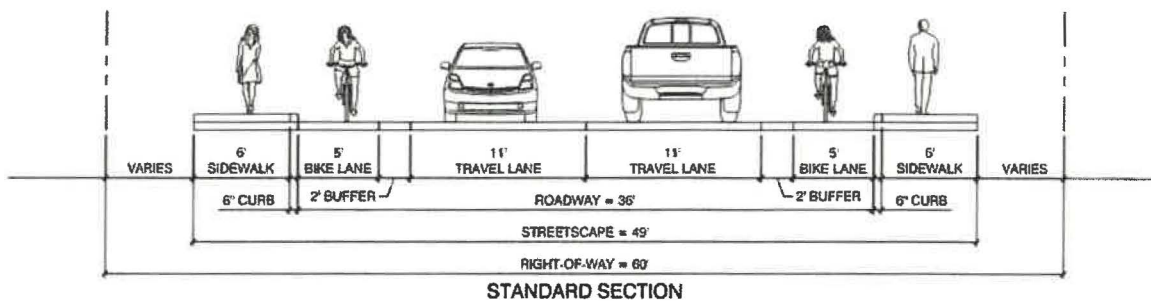 6' 5' 11' 11' 5' 6'
VARIES SIDEWALK BIKE LANE TRAVEL LANE TRAVEL LANE BIKE LANE SIDEWALK VARIES
6" CURB 2' BUFFER ROADWAY = 36' 2' BUFFER 6" CURB
STREETSCAPE = 49'
RIGHT-OF-WAY = 60'
STANDARD SECTION